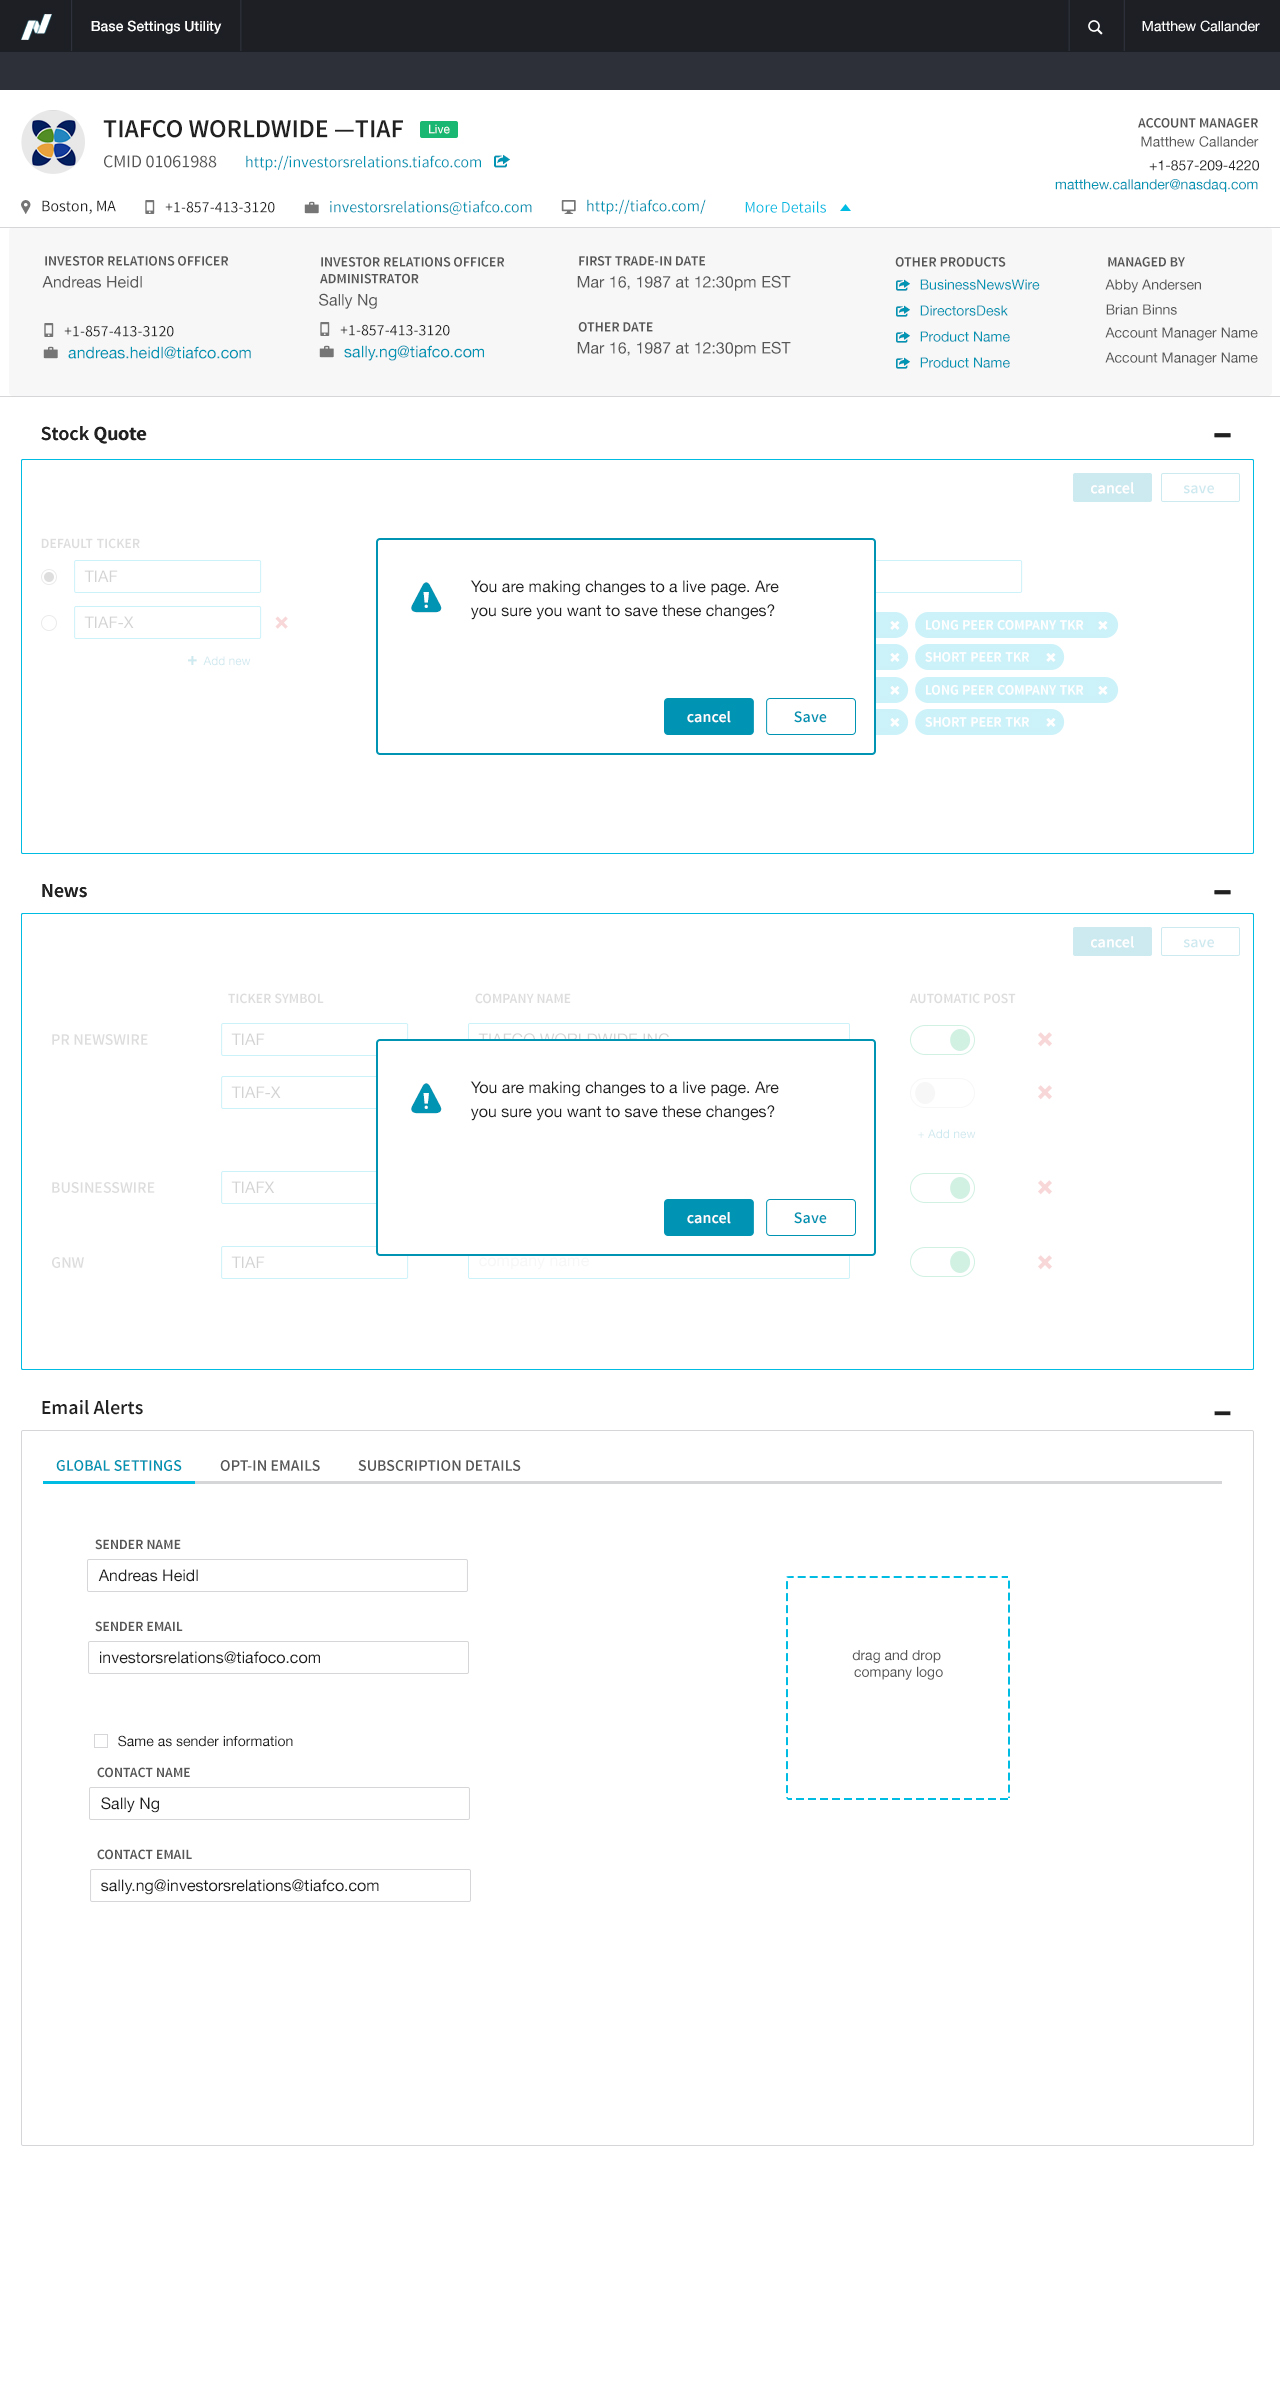 Base Settings Utility
Matthew Callander
TIAFCO WORLDWIDE —TIAF Live
CMID 01061988 http://investorsrelations.tiafco.com
ACCOUNT MANAGER
Matthew Callander
+1-857-209-4220
matthew.callander@nasdaq.com
Boston, MA +1-857-413-3120 investorsrelations@tiafco.com http://tiafco.com/ More Details
INVESTOR RELATIONS OFFICER
Andreas Heidl
+1-857-413-3120
andreas.heidl@tiafco.com
INVESTOR RELATIONS OFFICER
ADMINISTRATOR
Sally Ng
+1-857-413-3120
sally.ng@tiafco.com
FIRST TRADE-IN DATE
Mar 16, 1987 at 12:30pm EST
OTHER DATE
Mar 16, 1987 at 12:30pm EST
OTHER PRODUCTS
BusinessNewsWire
DirectorsDesk
Product Name
Product Name
MANAGED BY
Abby Andersen
Brian Binns
Account Manager Name
Account Manager Name
Stock Quote
cancel save
DEFAULT TICKER
TIAF
TIAF-X
+ Add new
You are making changes to a live page. Are
you sure you want to save these changes?
cancel Save
LONG PEER COMPANY TKR
SHORT PEER TKR
LONG PEER COMPANY TKR
SHORT PEER TKR
News
cancel save
TICKER SYMBOL COMPANY NAME AUTOMATIC POST
PR NEWSWIRE TIAF TIAFCO WORLDWIDE INC
TIAF-X
+ Add new
You are making changes to a live page. Are
you sure you want to save these changes?
cancel Save
BUSINESSWIRE TIAFX
GNW TIAF company name
Email Alerts
GLOBAL SETTINGS OPT-IN EMAILS SUBSCRIPTION DETAILS
SENDER NAME
Andreas Heidl
SENDER EMAIL
investorsrelations@tiafoco.com
drag and drop
company logo
Same as sender information
CONTACT NAME
Sally Ng
CONTACT EMAIL
sally.ng@investorsrelations@tiafco.com